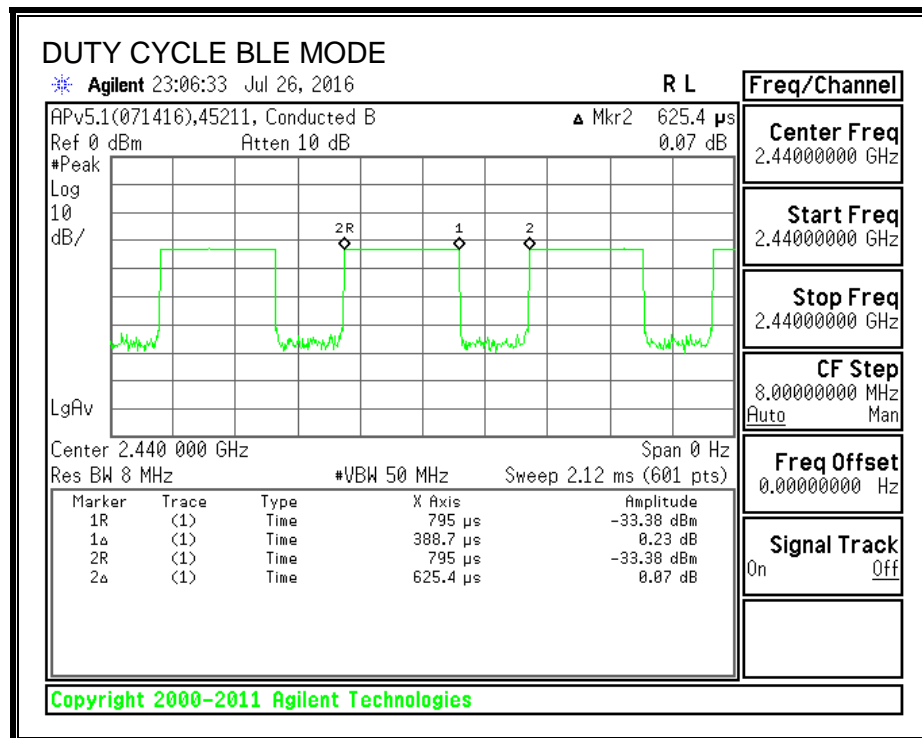 DUTY CYCLE BLE MODE
Agilent 23:06:33 Jul 26, 2016 R L Freq/Channel
APv5.1(071416),45211, Conducted B Δ Mkr2 625.4 µs
Ref 0 dBm Atten 10 dB 0.07 dB
#Peak
Log
10
dB/
2R 1 2
LgAv
Center 2.440 000 GHz Span 0 Hz
Res BW 8 MHz #VBW 50 MHz Sweep 2.12 ms (601 pts)
Marker Trace Type X Axis Amplitude
1R (1) Time 795 µs -33.38 dBm
1Δ (1) Time 388.7 µs 0.23 dB
2R (1) Time 795 µs -33.38 dBm
2Δ (1) Time 625.4 µs 0.07 dB
Center Freq
2.44000000 GHz
Start Freq
2.44000000 GHz
Stop Freq
2.44000000 GHz
CF Step
8.00000000 MHz
Auto Man
Freq Offset
0.00000000 Hz
Signal Track
On Off
Copyright 2000-2011 Agilent Technologies